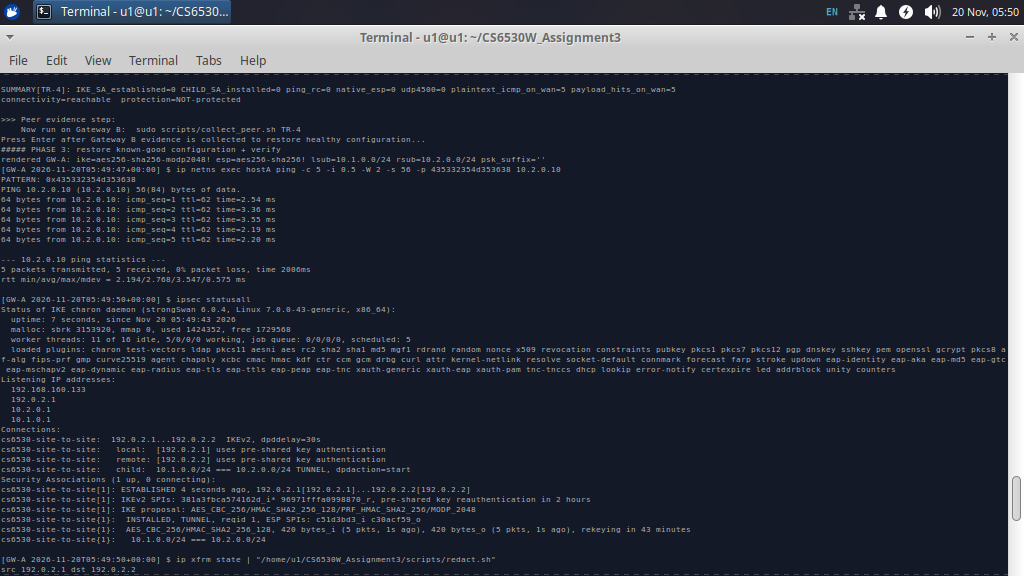 Terminal - u1@u1: ~/CS6530...
EN
20 Nov, 05:50
Terminal - u1@u1: ~/CS6530W_Assignment3
File Edit View Terminal Tabs Help
SUMMARY[TR-4]: IKE_SA_established=0 CHILD_SA_installed=0 ping_rc=0 native_esp=0 udp4500=0 plaintext_icmp_on_wan=5 payload_hits_on_wan=5
connectivity=reachable  protection=NOT-protected
>>> Peer evidence step:
Now run on Gateway B:  sudo scripts/collect_peer.sh TR-4
Press Enter after Gateway B evidence is collected to restore healthy configuration...
##### PHASE 3: restore known-good configuration + verify
rendered GW-A: ike=aes256-sha256-modp2048! esp=aes256-sha256! lsub=10.1.0.0/24 rsub=10.2.0.0/24 psk_suffix=''
[GW-A 2026-11-20T05:49:47+00:00] $ ip netns exec hostA ping -c 5 -i 0.5 -W 2 -s 56 -p 435332354d353638 10.2.0.10
PATTERN: 0x435332354d353638
PING 10.2.0.10 (10.2.0.10) 56(84) bytes of data.
64 bytes from 10.2.0.10: icmp_seq=1 ttl=62 time=2.54 ms
64 bytes from 10.2.0.10: icmp_seq=2 ttl=62 time=3.36 ms
64 bytes from 10.2.0.10: icmp_seq=3 ttl=62 time=3.55 ms
64 bytes from 10.2.0.10: icmp_seq=4 ttl=62 time=2.19 ms
64 bytes from 10.2.0.10: icmp_seq=5 ttl=62 time=2.20 ms
--- 10.2.0.10 ping statistics ---
5 packets transmitted, 5 received, 0% packet loss, time 2006ms
rtt min/avg/max/mdev = 2.194/2.768/3.547/0.575 ms
[GW-A 2026-11-20T05:49:50+00:00] $ ipsec statusall
Status of IKE charon daemon (strongSwan 6.0.4, Linux 7.0.0-43-generic, x86_64):
uptime: 7 seconds, since Nov 20 05:49:43 2026
malloc: sbrk 3153920, mmap 0, used 1424352, free 1729568
worker threads: 11 of 16 idle, 5/0/0/0 working, job queue: 0/0/0/0, scheduled: 5
loaded plugins: charon test-vectors ldap pkcs11 aesni aes rc2 sha2 sha1 md5 mgf1 rdrand random nonce x509 revocation constraints pubkey pkcs1 pkcs7 pkcs12 pgp dnskey sshkey pem openssl gcrypt pkcs8 a
f-alg fips-prf gmp curve25519 agent chapoly xcbc cmac hmac kdf ctr ccm gcm drbg curl attr kernel-netlink resolve socket-default connmark forecast farp stroke updown eap-identity eap-aka eap-md5 eap-gtc
eap-mschapv2 eap-dynamic eap-radius eap-tls eap-ttls eap-peap eap-tnc xauth-generic xauth-eap xauth-pam tnc-tnccs dhcp lookip error-notify certexpire led addrblock unity counters
Listening IP addresses:
192.168.160.133
192.0.2.1
10.2.0.1
10.1.0.1
Connections:
cs6530-site-to-site:  192.0.2.1...192.0.2.2  IKEv2, dpddelay=30s
cs6530-site-to-site:   local:  [192.0.2.1] uses pre-shared key authentication
cs6530-site-to-site:   remote: [192.0.2.2] uses pre-shared key authentication
cs6530-site-to-site:   child:  10.1.0.0/24 === 10.2.0.0/24 TUNNEL, dpdaction=start
Security Associations (1 up, 0 connecting):
cs6530-site-to-site[1]: ESTABLISHED 4 seconds ago, 192.0.2.1[192.0.2.1]...192.0.2.2[192.0.2.2]
cs6530-site-to-site[1]: IKEv2 SPIs: 381a3fbca574162d_i* 96971fffa0998870_r, pre-shared key reauthentication in 2 hours
cs6530-site-to-site[1]: IKE proposal: AES_CBC_256/HMAC_SHA2_256_128/PRF_HMAC_SHA2_256/MODP_2048
cs6530-site-to-site{1}:  INSTALLED, TUNNEL, reqid 1, ESP SPIs: c51d3bd3_i c30acf59_o
cs6530-site-to-site{1}:  AES_CBC_256/HMAC_SHA2_256_128, 420 bytes_i (5 pkts, 1s ago), 420 bytes_o (5 pkts, 1s ago), rekeying in 43 minutes
cs6530-site-to-site{1}:   10.1.0.0/24 === 10.2.0.0/24
[GW-A 2026-11-20T05:49:50+00:00] $ ip xfrm state | "/home/u1/CS6530W_Assignment3/scripts/redact.sh"
src 192.0.2.1 dst 192.0.2.2